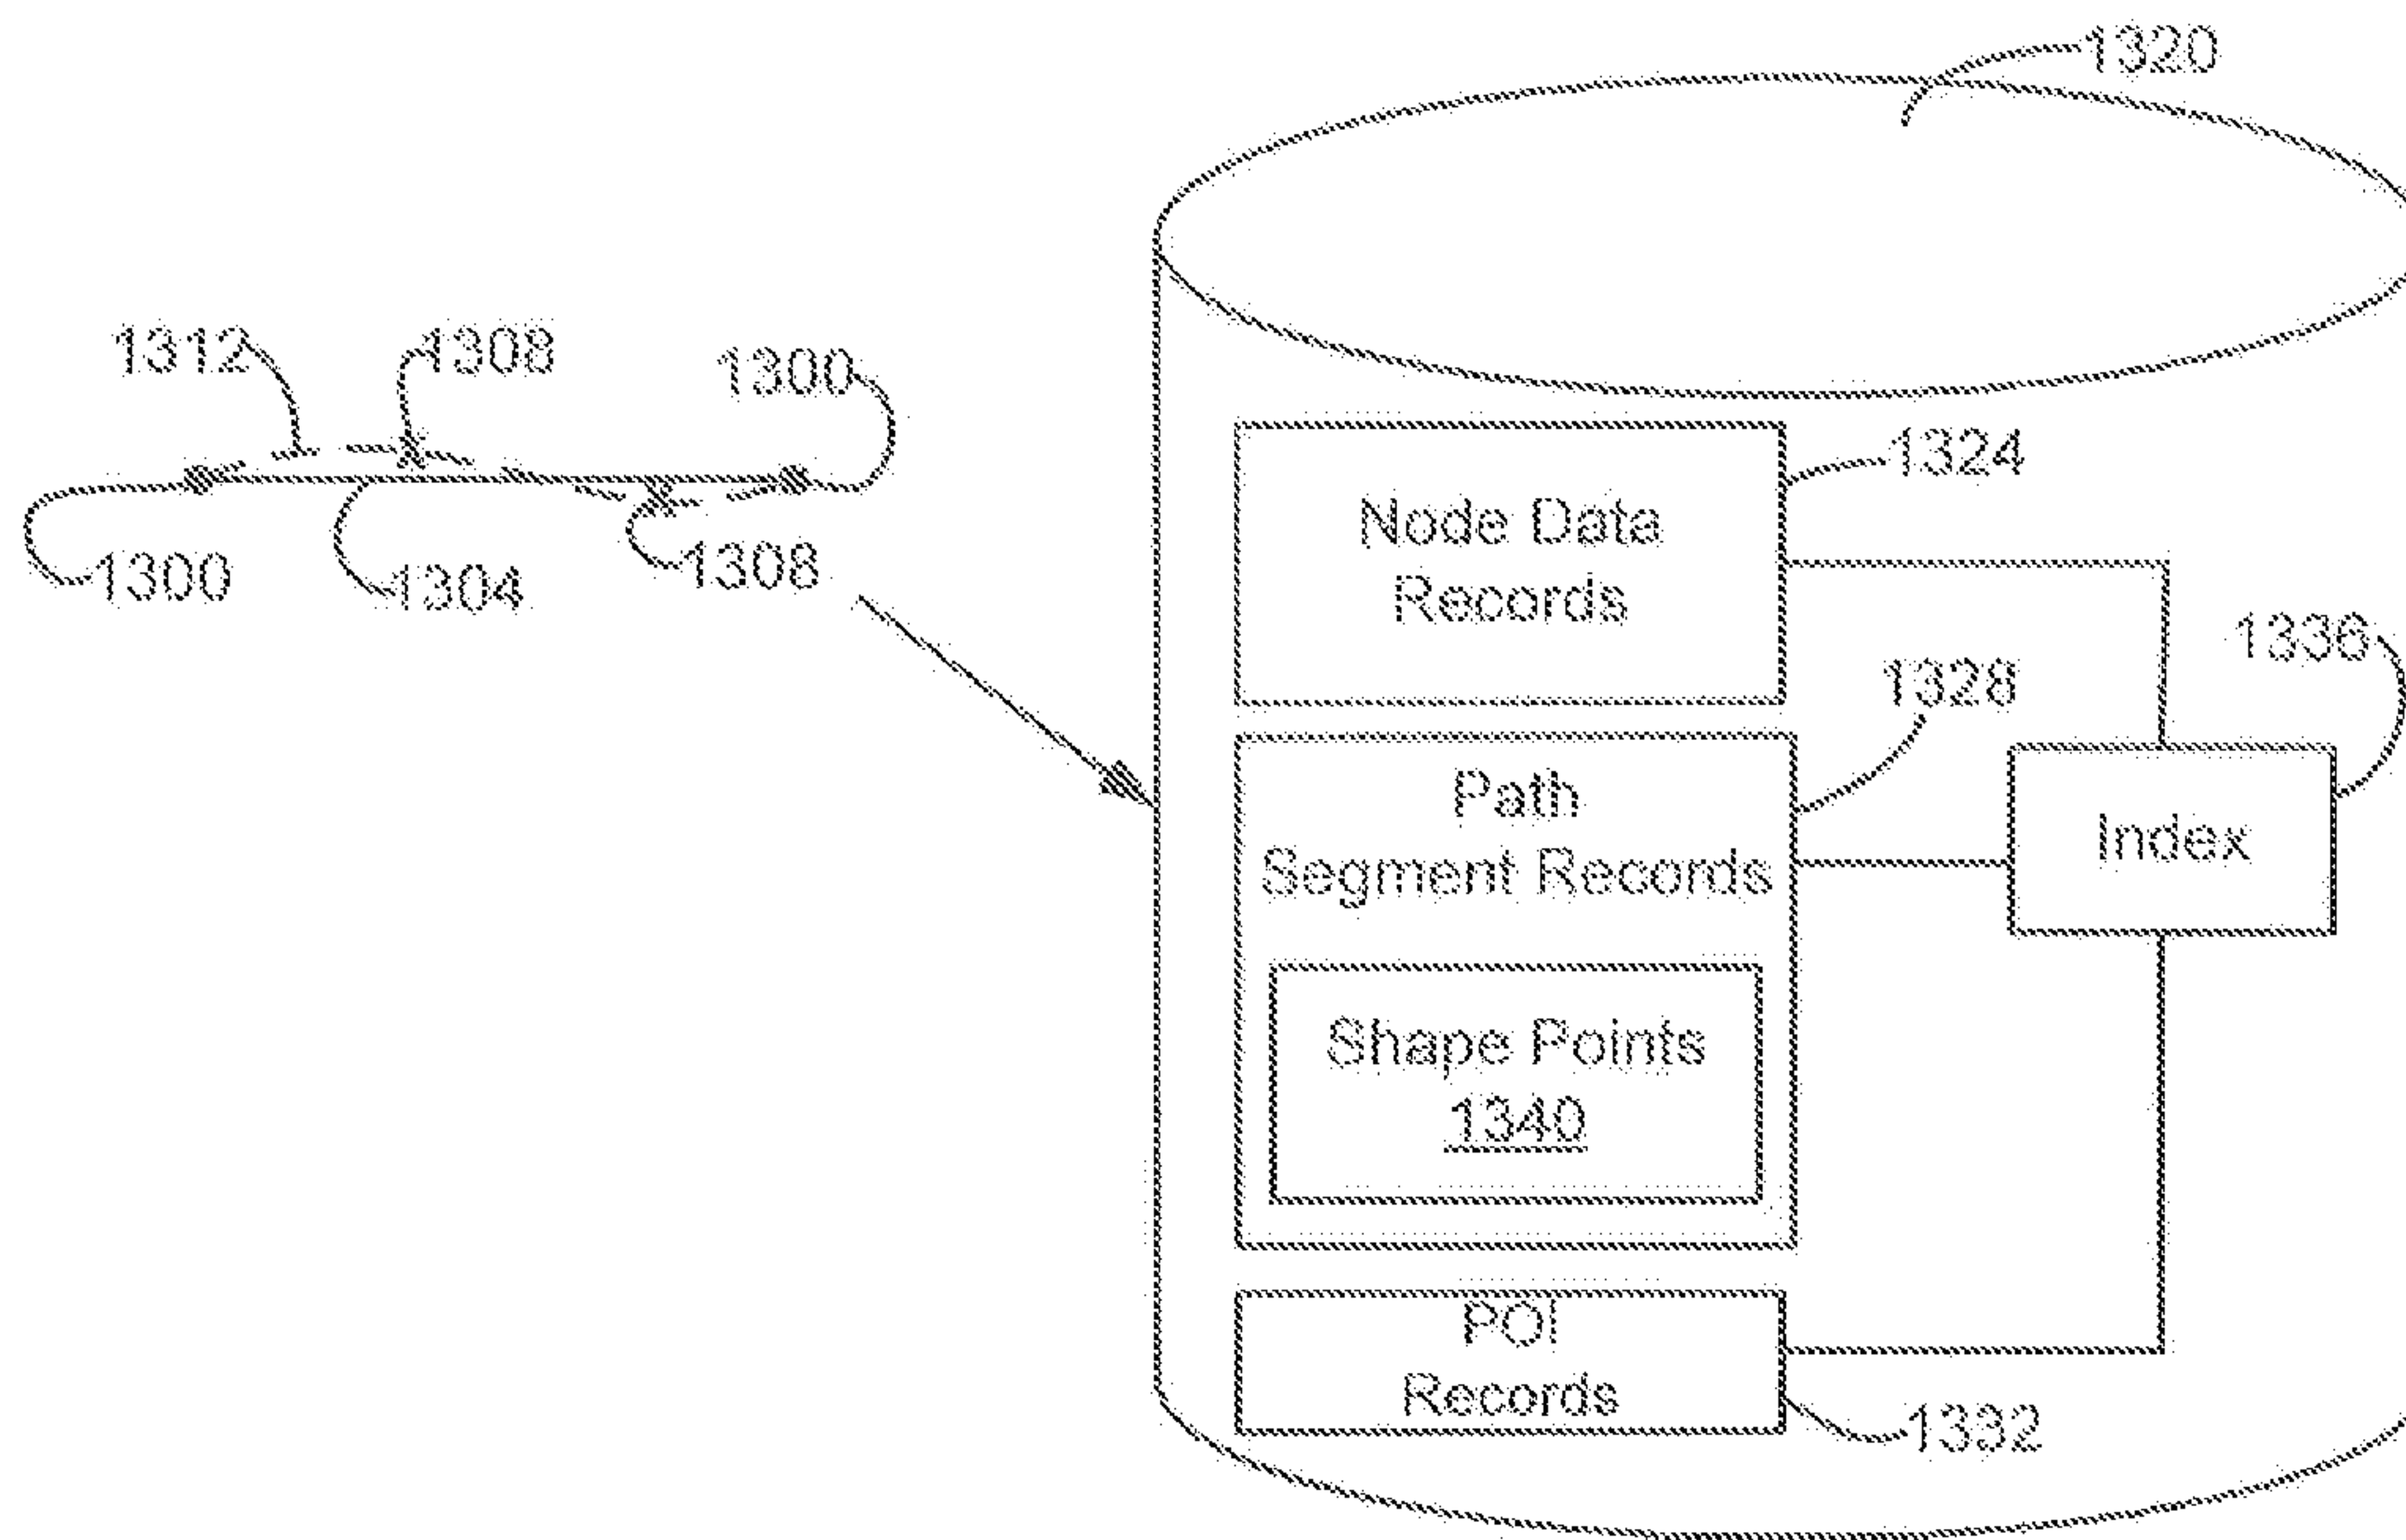 1320
1312
1308
1300
1300
1304
1308
1324
Node Data
Records
1336
1328
Path
Segment Records
Index
Shape Points
1340
POI
Records
1332